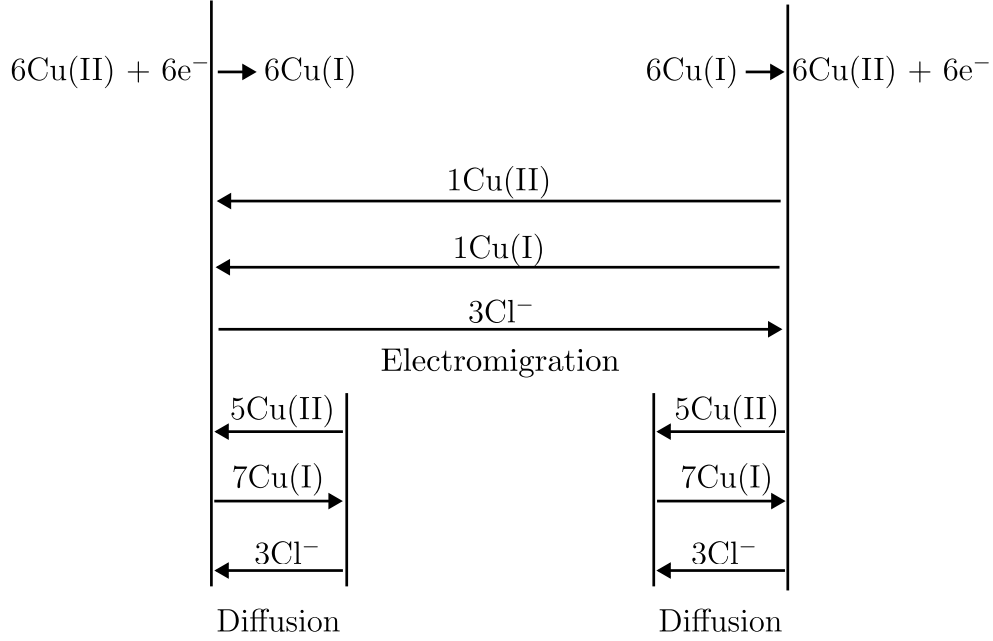 6Cu(II) + 6e⁻ 6Cu(I) 6Cu(I) 6Cu(II) + 6e⁻
1Cu(II)
1Cu(I)
3Cl⁻
Electromigration
5Cu(II) 5Cu(II)
7Cu(I) 7Cu(I)
3Cl⁻ 3Cl⁻
Diffusion Diffusion